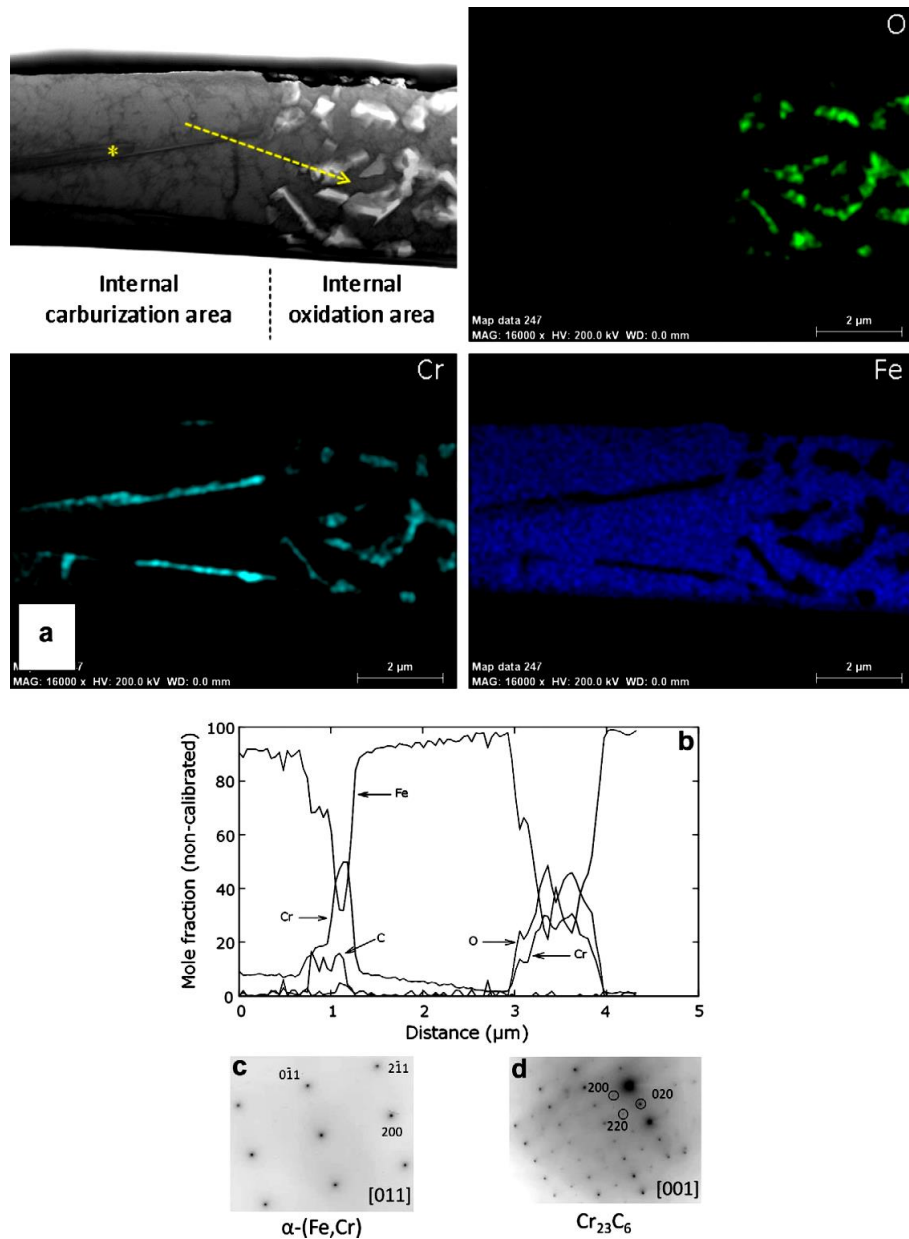 O
*
Internal carburization area
Internal oxidation area
Map data 247
MAG: 16000 x HV: 200.0 kV WD: 0.0 mm
2 µm
Cr
a
7
MAG: 16000 x HV: 200.0 kV WD: 0.0 mm
2 µm
Fe
Map data 247
MAG: 16000 x HV: 200.0 kV WD: 0.0 mm
2 µm
b
Mole fraction (non-calibrated)
100
80
60
40
20
0
Fe
Cr
C
O
Cr
0 1 2 3 4 5
Distance (µm)
c
01̄1
21̄1
200
[011]
α-(Fe,Cr)
d
200
020
220
[001]
Cr₂₃C₆